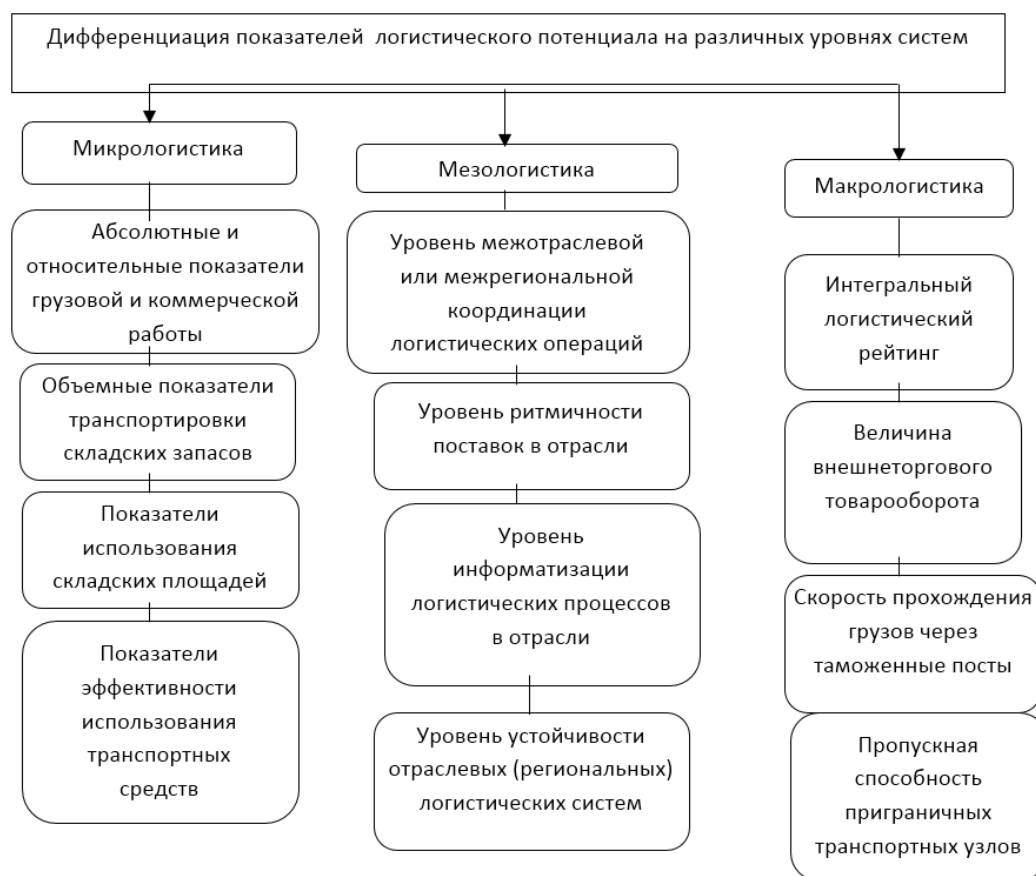 Дифференциация показателей логистического потенциала на различных уровнях систем
Микрологистика
Абсолютные и
относительные показатели
грузовой и коммерческой
работы
Объемные показатели
транспортировки
складских запасов
Показатели
использования
складских площадей
Показатели
эффективности
использования
транспортных
средств
Мезологистика
Уровень межотраслевой
или межрегиональной
координации
логистических операций
Уровень ритмичности
поставок в отрасли
Уровень
информатизации
логистических процессов
в отрасли
Уровень устойчивости
отраслевых (региональных)
логистических систем
Макрологистика
Интегральный
логистический
рейтинг
Величина
внешнеторгового
товарооборота
Скорость прохождения
грузов через
таможенные посты
Пропускная
способность
приграничных
транспортных узлов